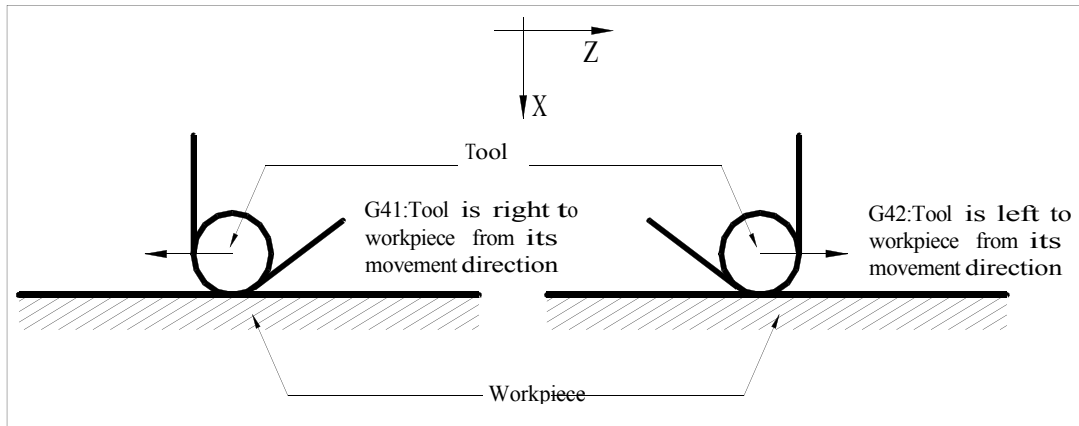 Z
X
Tool
G41:Tool is right to
workpiece from its
movement direction
G42:Tool is left to
workpiece from its
movement direction
Workpiece